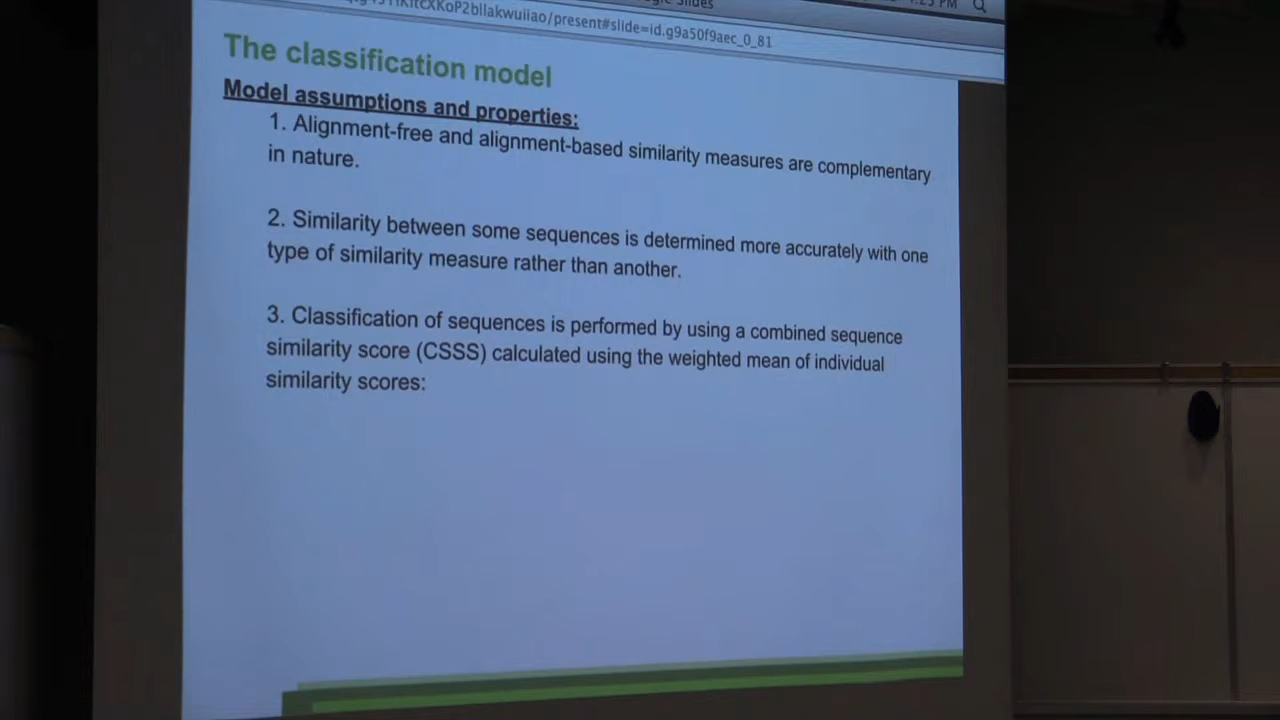 Slides
/present#slide=id.g9a50f9aec_0_81
The classification model
Model assumptions and properties:
1. Alignment-free and alignment-based similarity measures are complementary
in nature.
2. Similarity between some sequences is determined more accurately with one
type of similarity measure rather than another.
3. Classification of sequences is performed by using a combined sequence
similarity score (CSSS) calculated using the weighted mean of individual
similarity scores: